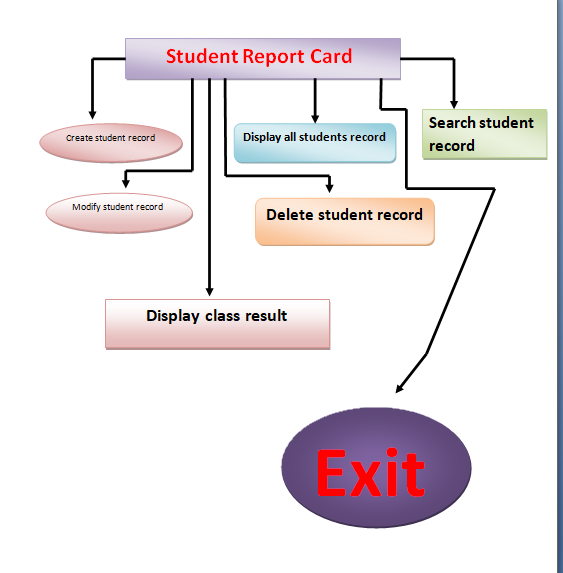 Student Report Card
Create student record
Display all students record
Search student
record
Modify student record
Delete student record
Display class result
Exit